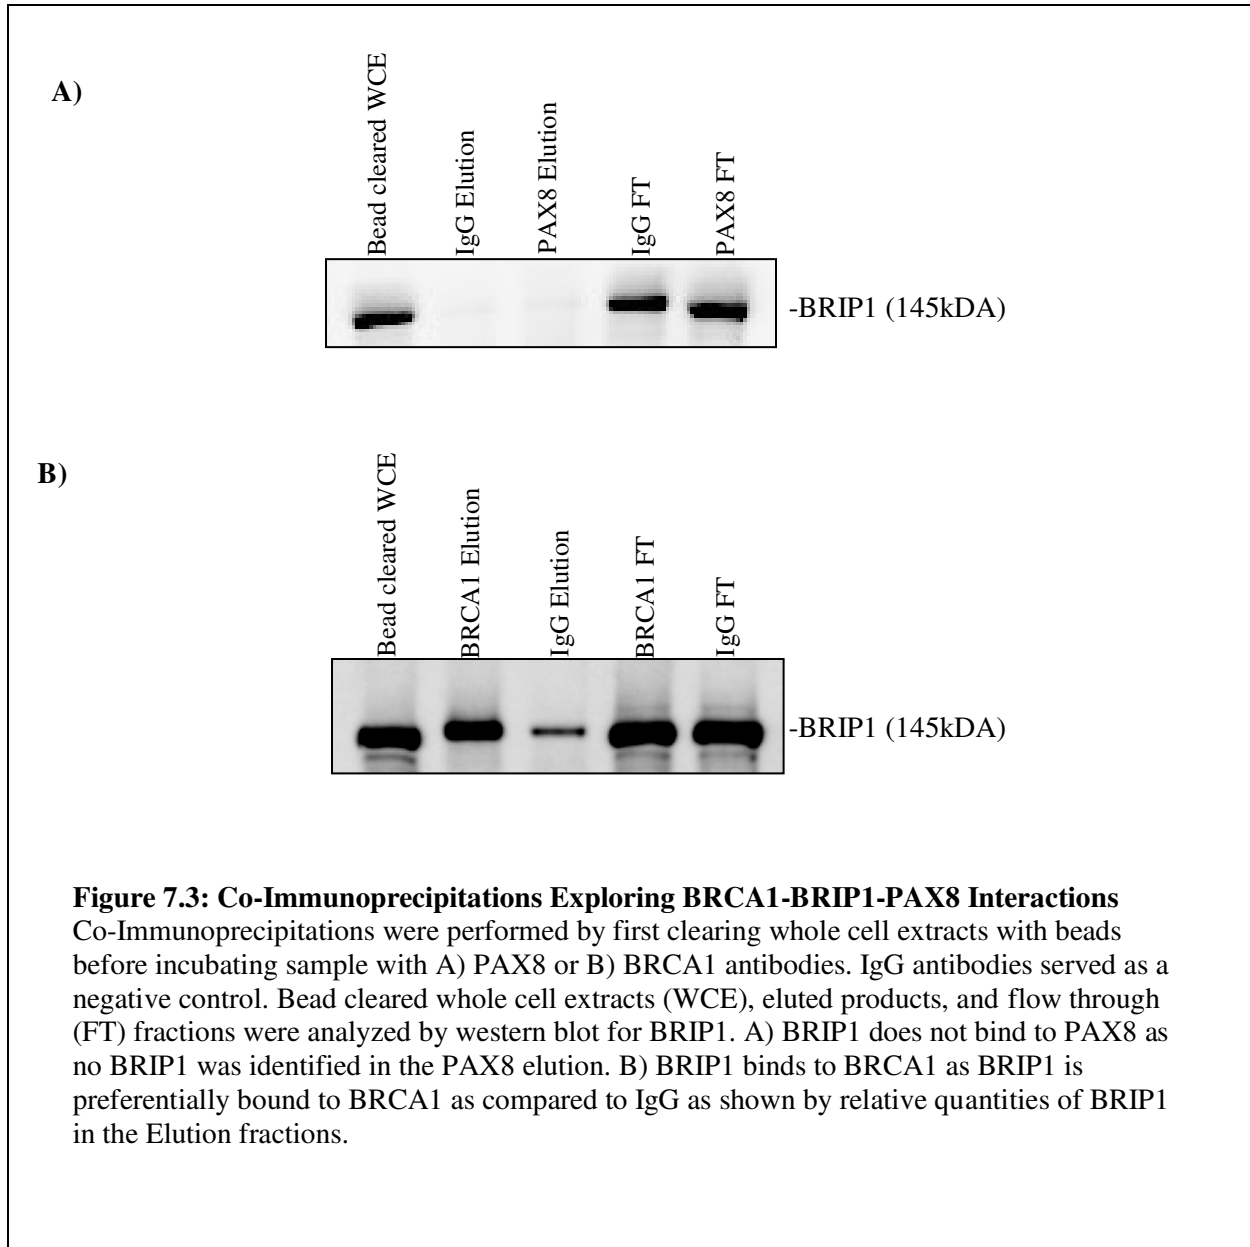 A)
Bead cleared WCE
IgG Elution
PAX8 Elution
IgG FT
PAX8 FT
-BRIP1 (145kDA)
B)
Bead cleared WCE
BRCA1 Elution
IgG Elution
BRCA1 FT
IgG FT
-BRIP1 (145kDA)
Figure 7.3: Co-Immunoprecipitations Exploring BRCA1-BRIP1-PAX8 Interactions
Co-Immunoprecipitations were performed by first clearing whole cell extracts with beads
before incubating sample with A) PAX8 or B) BRCA1 antibodies. IgG antibodies served as a
negative control. Bead cleared whole cell extracts (WCE), eluted products, and flow through
(FT) fractions were analyzed by western blot for BRIP1. A) BRIP1 does not bind to PAX8 as
no BRIP1 was identified in the PAX8 elution. B) BRIP1 binds to BRCA1 as BRIP1 is
preferentially bound to BRCA1 as compared to IgG as shown by relative quantities of BRIP1
in the Elution fractions.